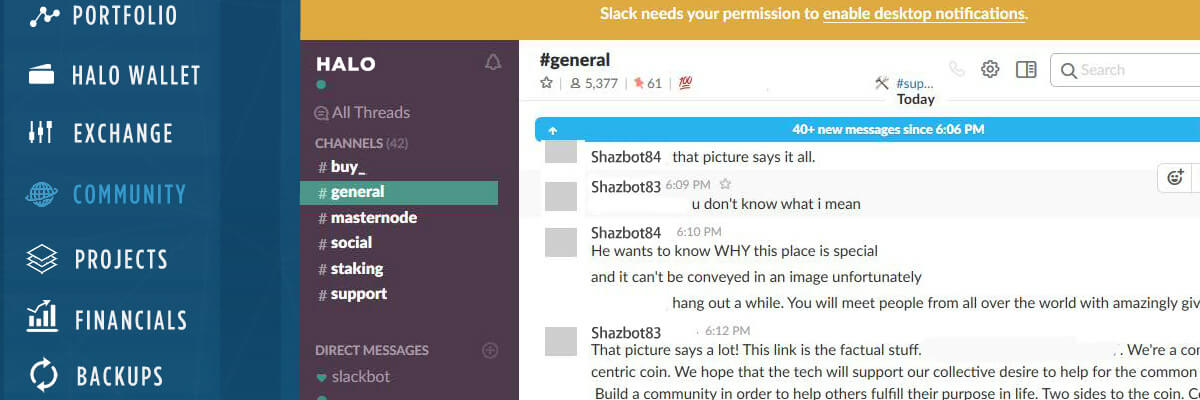 PORTFOLIO
HALO WALLET
EXCHANGE
COMMUNITY
PROJECTS
FINANCIALS
BACKUPS
Slack needs your permission to enable desktop notifications.
HALO
All Threads
CHANNELS (42)
# buy_
# general
# masternode
# social
# staking
# support
DIRECT MESSAGES
slackbot
#general
5,377 | 61 | 💯
#sup...
Search
Today
40+ new messages since 6:06 PM
Shazbot84 that picture says it all.
Shazbot83 6:09 PM
u don't know what i mean
Shazbot84 6:10 PM
He wants to know WHY this place is special
and it can't be conveyed in an image unfortunately
hang out a while. You will meet people from all over the world with amazingly giv
Shazbot83 6:12 PM
That picture says a lot! This link is the factual stuff. . We're a
centric coin. We hope that the tech will support our collective desire to help for the common
Build a community in order to help others fulfill their purpose in life. Two sides to the coin.